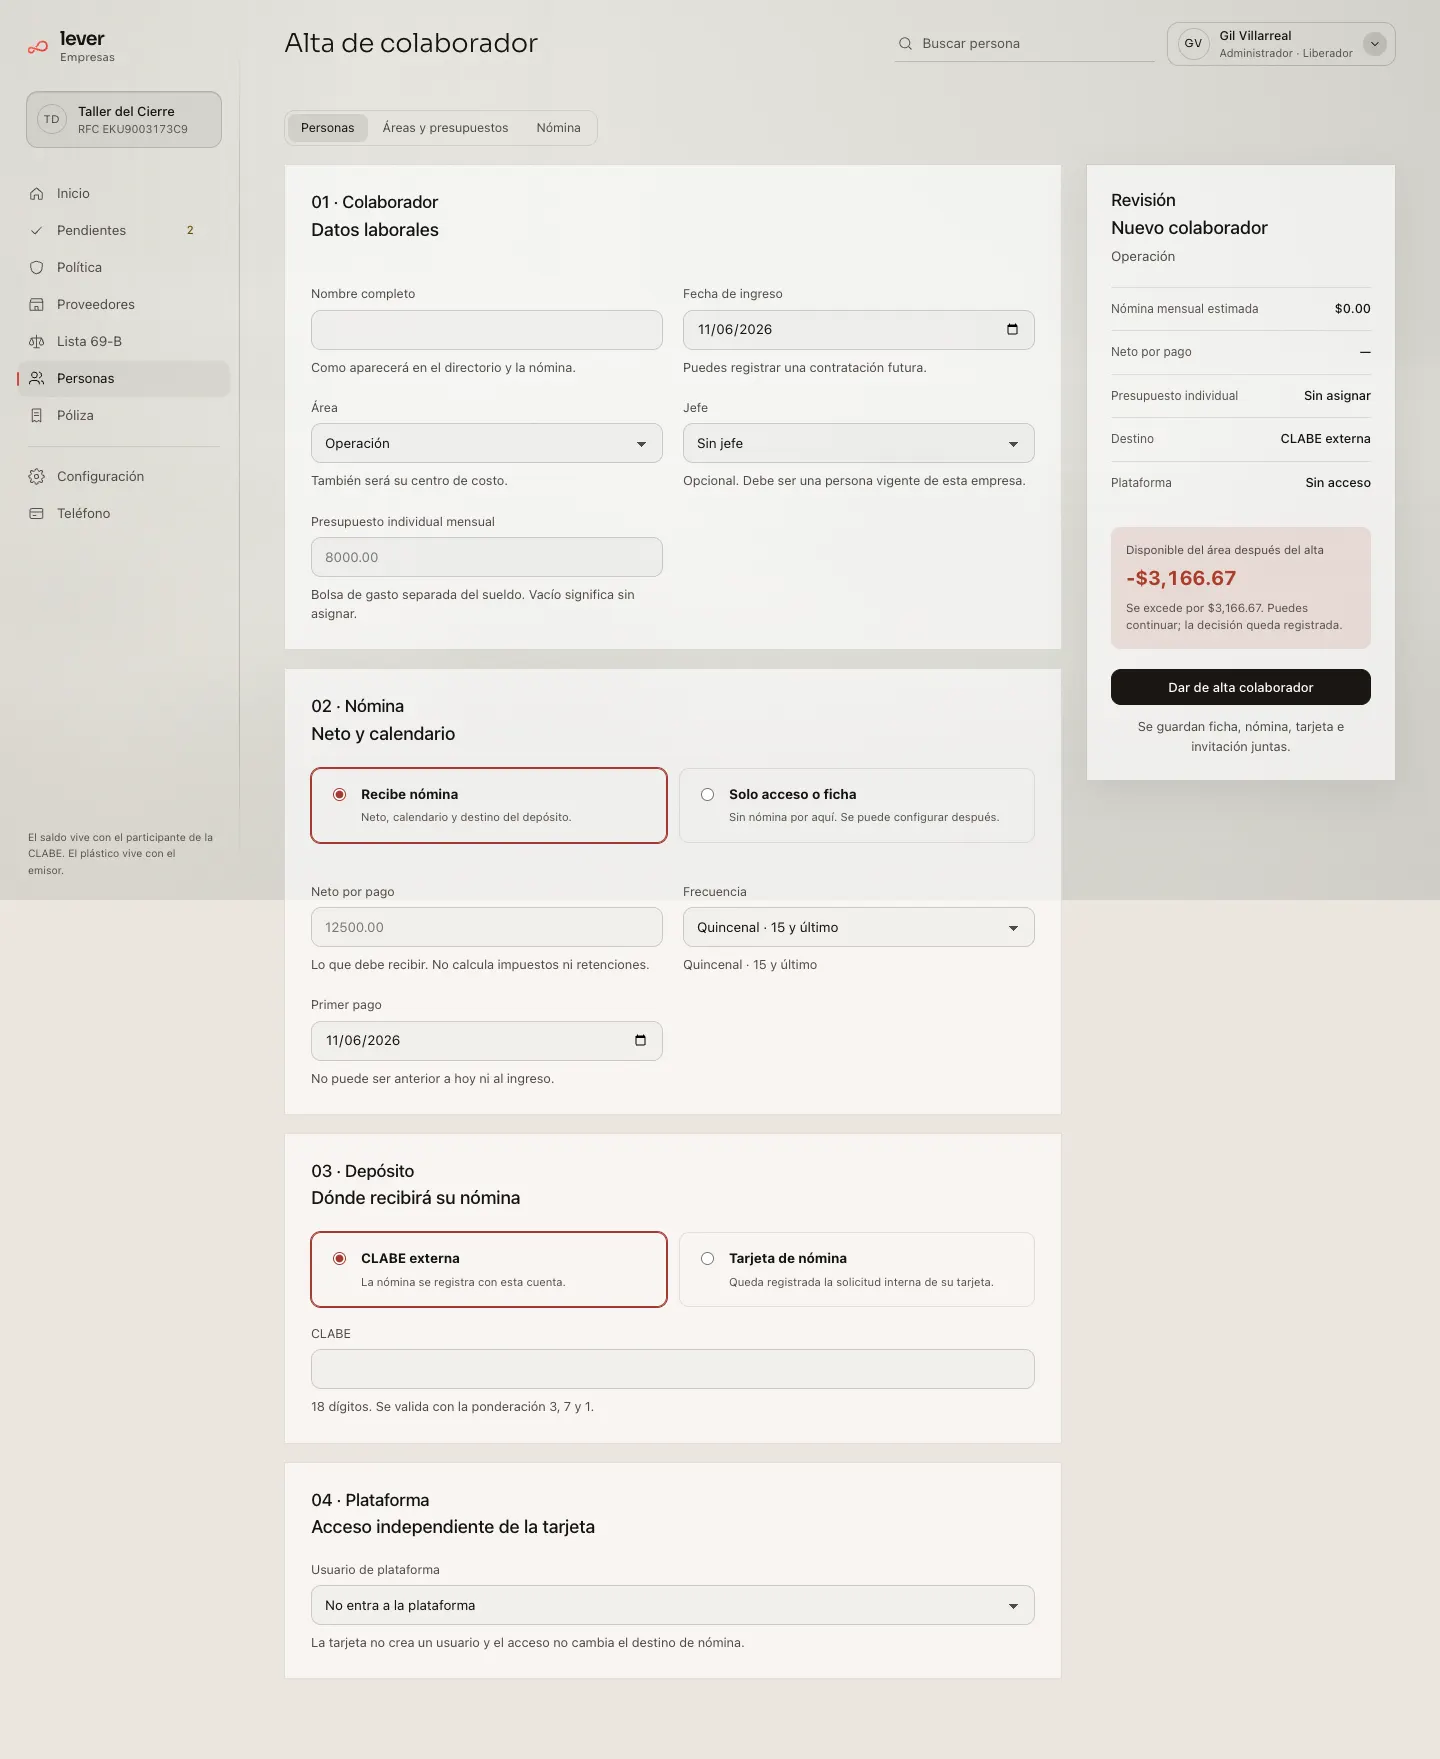 lever
Empresas
TD
Taller del Cierre
RFC EKU9003173C9
Inicio
Pendientes
2
Política
Proveedores
Lista 69-B
Personas
Póliza
Configuración
Teléfono
El saldo vive con el participante de la
CLABE. El plástico vive con el
emisor.
Alta de colaborador
Buscar persona
GV
Gil Villarreal
Administrador · Liberador
Personas
Áreas y presupuestos
Nómina
01 · Colaborador
Datos laborales
Nombre completo
Como aparecerá en el directorio y la nómina.
Fecha de ingreso
11/06/2026
Puedes registrar una contratación futura.
Área
Operación
También será su centro de costo.
Jefe
Sin jefe
Opcional. Debe ser una persona vigente de esta empresa.
Presupuesto individual mensual
8000.00
Bolsa de gasto separada del sueldo. Vacío significa sin
asignar.
02 · Nómina
Neto y calendario
Recibe nómina
Neto, calendario y destino del depósito.
Solo acceso o ficha
Sin nómina por aquí. Se puede configurar después.
Neto por pago
12500.00
Lo que debe recibir. No calcula impuestos ni retenciones.
Frecuencia
Quincenal · 15 y último
Quincenal · 15 y último
Primer pago
11/06/2026
No puede ser anterior a hoy ni al ingreso.
03 · Depósito
Dónde recibirá su nómina
CLABE externa
La nómina se registra con esta cuenta.
Tarjeta de nómina
Queda registrada la solicitud interna de su tarjeta.
CLABE
18 dígitos. Se valida con la ponderación 3, 7 y 1.
04 · Plataforma
Acceso independiente de la tarjeta
Usuario de plataforma
No entra a la plataforma
La tarjeta no crea un usuario y el acceso no cambia el destino de nómina.
Revisión
Nuevo colaborador
Operación
Nómina mensual estimada
$0.00
Neto por pago
—
Presupuesto individual
Sin asignar
Destino
CLABE externa
Plataforma
Sin acceso
Disponible del área después del alta
-$3,166.67
Se excede por $3,166.67. Puedes
continuar; la decisión queda registrada.
Dar de alta colaborador
Se guardan ficha, nómina, tarjeta e
invitación juntas.